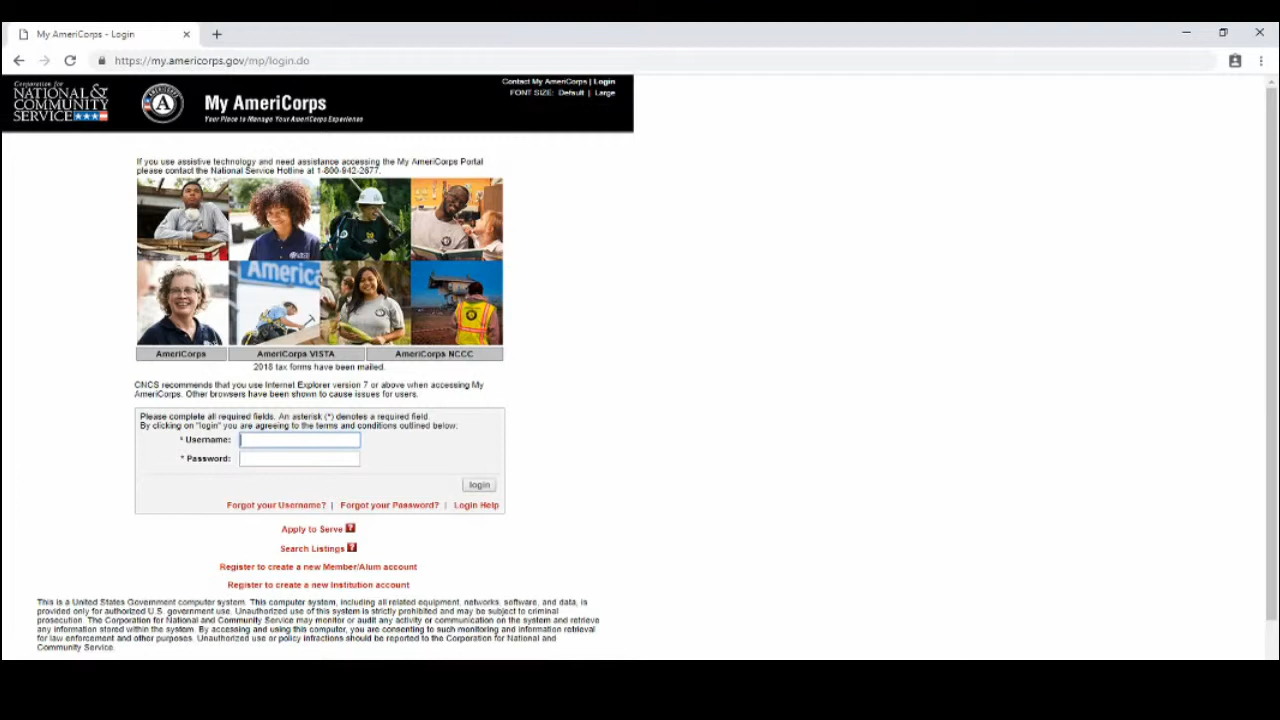 My AmeriCorps - Login
https://my.americorps.gov/mp/login.do
Corporation for
NATIONAL &
COMMUNITY
SERVICE
My AmeriCorps
Your Place to Manage Your AmeriCorps Experience
Contact My AmeriCorps | Login
FONT SIZE: Default | Large
If you use assistive technology and need assistance accessing the My AmeriCorps Portal
please contact the National Service Hotline at 1-800-942-2677.
America
AmeriCorps
AmeriCorps VISTA
AmeriCorps NCCC
2018 tax forms have been mailed.
CNCS recommends that you use Internet Explorer version 7 or above when accessing My
AmeriCorps. Other browsers have been shown to cause issues for users.
Please complete all required fields. An asterisk (*) denotes a required field.
By clicking on "login" you are agreeing to the terms and conditions outlined below:
* Username:
* Password:
login
Forgot your Username? | Forgot your Password? | Login Help
Apply to Serve ?
Search Listings ?
Register to create a new Member/Alum account
Register to create a new Institution account
This is a United States Government computer system. This computer system, including all related equipment, networks, software, and data, is
provided only for authorized U.S. government use. Unauthorized use of this system is strictly prohibited and may be subject to criminal
prosecution. The Corporation for National and Community Service may monitor or audit any activity or communication on the system and retrieve
any information stored within the system. By accessing and using this computer, you are consenting to such monitoring and information retrieval
for law enforcement and other purposes. Unauthorized use or policy infractions should be reported to the Corporation for National and
Community Service.